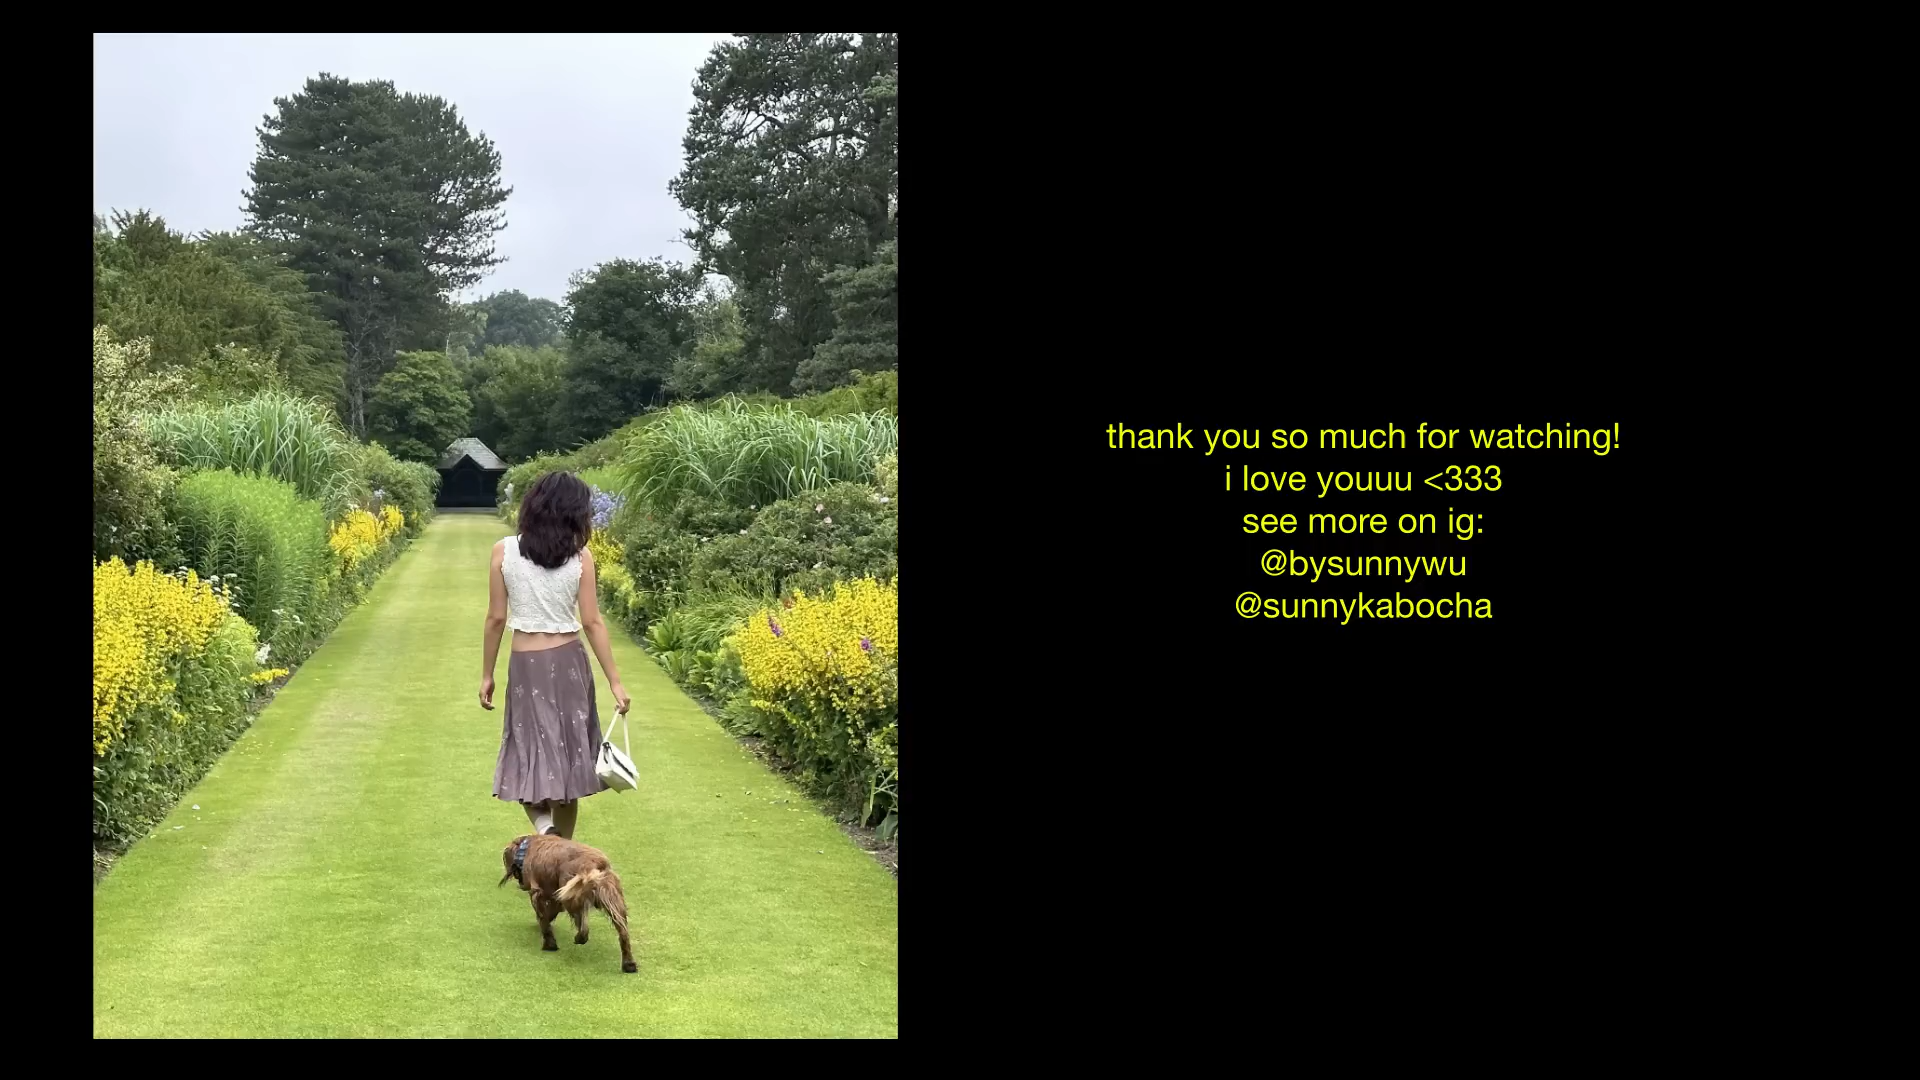 thank you so much for watching!
i love youuu <333
see more on ig:
@bysunnywu
@sunnykabocha